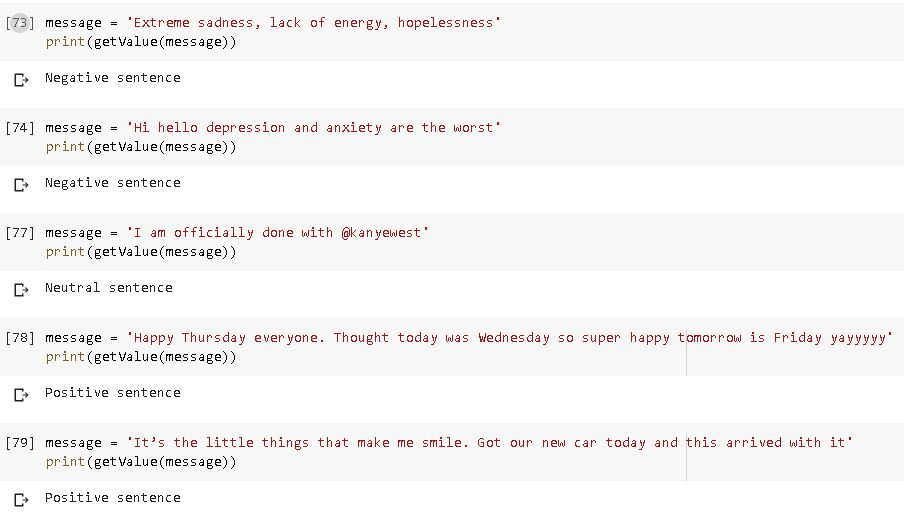 [73] message = 'Extreme sadness, lack of energy, hopelessness'
print(getValue(message))
Negative sentence
[74] message = 'Hi hello depression and anxiety are the worst'
print(getValue(message))
Negative sentence
[77] message = 'I am officially done with @kanyewest'
print(getValue(message))
Neutral sentence
[78] message = 'Happy Thursday everyone. Thought today was Wednesday so super happy tomorrow is Friday yayyyyy'
print(getValue(message))
Positive sentence
[79] message = 'It’s the little things that make me smile. Got our new car today and this arrived with it'
print(getValue(message))
Positive sentence